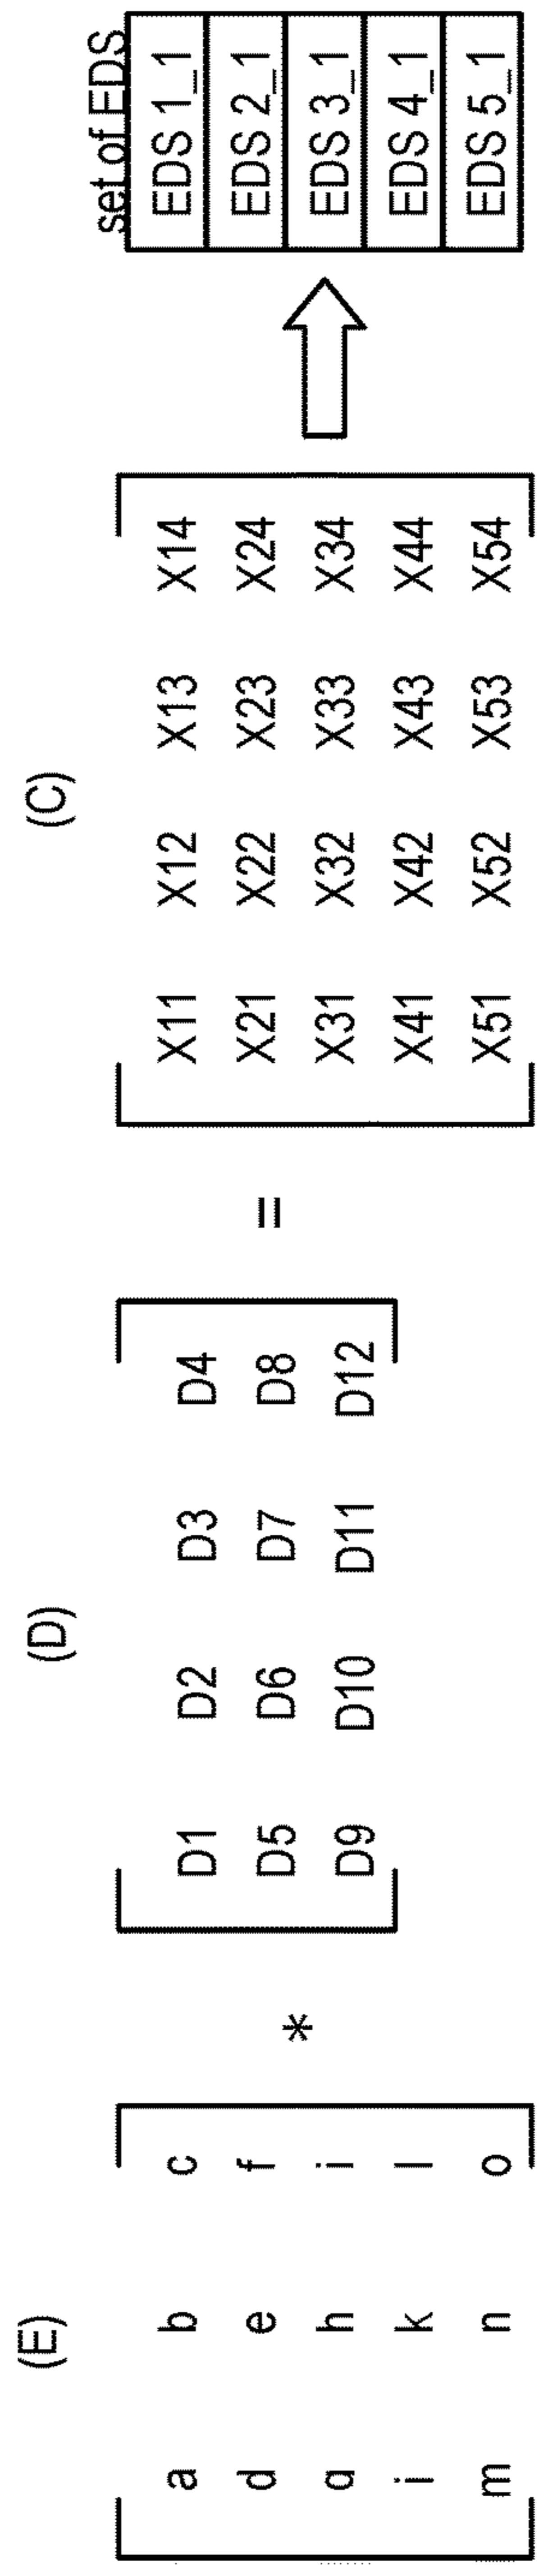 (E) (D) (C) set of EDS
a b c D1 D2 D3 D4 X11 X12 X13 X14 EDS 1_1
d e f * D5 D6 D7 D8 = X21 X22 X23 X24 EDS 2_1
q h i D9 D10 D11 D12 X31 X32 X33 X34 EDS 3_1
i k l X41 X42 X43 X44 EDS 4_1
m n o X51 X52 X53 X54 EDS 5_1